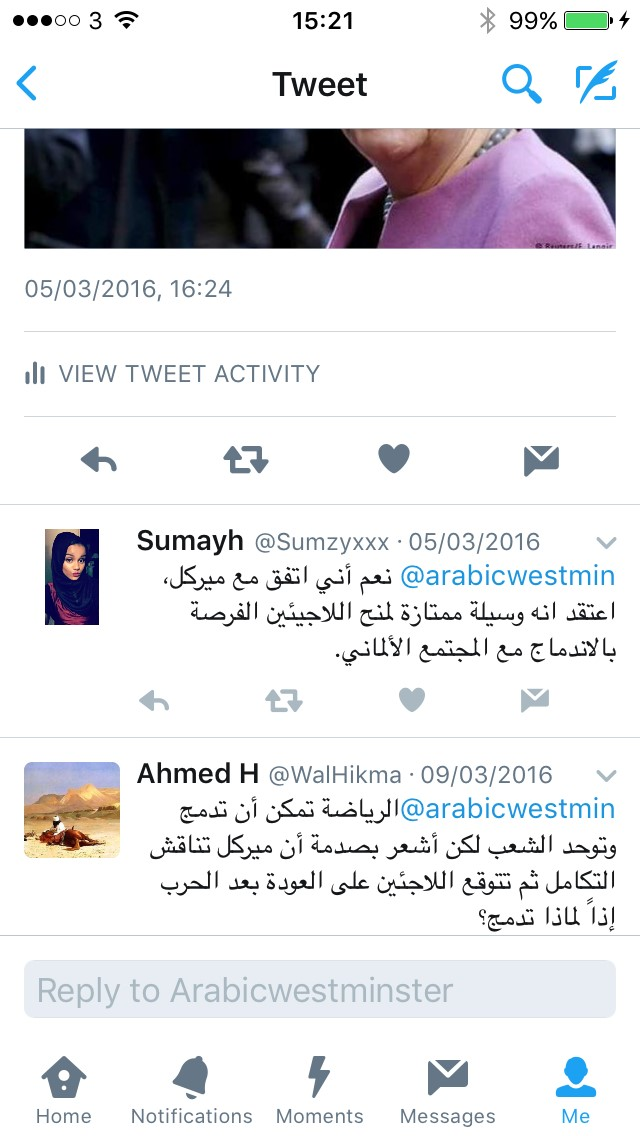 3 15:21 99%
Tweet
© Reuters/E. Lenoir
05/03/2016, 16:24
VIEW TWEET ACTIVITY
Sumayh @Sumzyxxx · 05/03/2016
@arabicwestmin نعم أني اتفق مع ميركل،
اعتقد انه وسيلة ممتازة لمنح اللاجيئين الفرصة
بالاندماج مع المجتمع الألماني.
Ahmed H @WalHikma · 09/03/2016
@arabicwestminالرياضة تمكن أن تدمج
وتوحد الشعب لكن أشعر بصدمة أن ميركل تناقش
التكامل ثم تتوقع اللاجئين على العودة بعد الحرب
إذاً لماذا تدمج؟
Reply to Arabicwestminster
Home Notifications Moments Messages Me